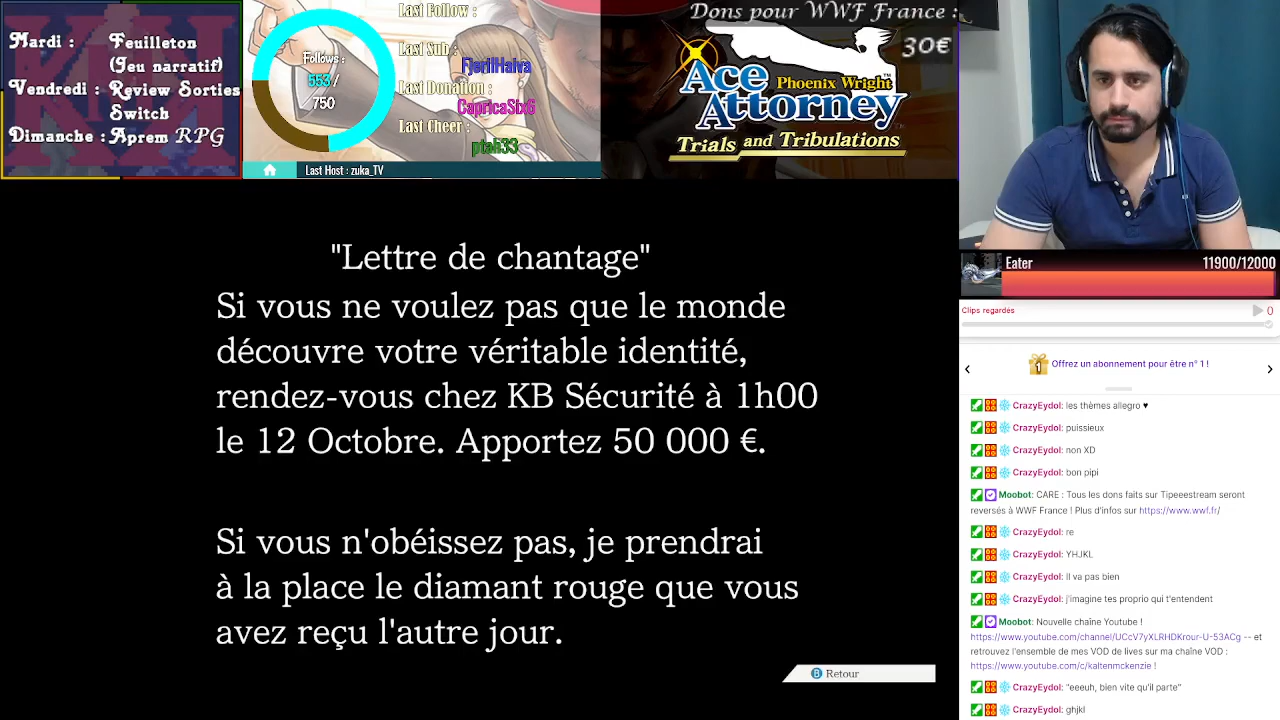 Mardi : Feuilleton
(Jeu narratif)
Vendredi : Review Sorties
Switch
Dimanche : Aprem RPG
Follows :
553/
750
Last Follow :
Last Sub :
FjerilHaiva
Last Donation :
CapricaSix6
Last Cheer :
ptah33
Last Host : zuka_TV
Dons pour WWF France :
30€
Phoenix Wright™
Ace
Attorney
Trials and Tribulations
Eater 11900/12000
Clips regardés 0
1 Offrez un abonnement pour être n° 1 !
CrazyEydol: les thèmes allegro ♥
CrazyEydol: puissieux
CrazyEydol: non XD
CrazyEydol: bon pipi
Moobot: CARE : Tous les dons faits sur Tipeeestream seront
reversés à WWF France ! Plus d'infos sur https://www.wwf.fr/
CrazyEydol: re
CrazyEydol: YHJKL
CrazyEydol: Il va pas bien
CrazyEydol: j'imagine tes proprio qui t'entendent
Moobot: Nouvelle chaîne Youtube !
https://www.youtube.com/channel/UCcV7yXLRHDKrour-U-53ACg -- et
retrouvez l'ensemble de mes VOD de lives sur ma chaîne VOD :
https://www.youtube.com/c/kaltenmckenzie !
CrazyEydol: "eeeuh, bien vite qu'il parte"
CrazyEydol: ghjkl
"Lettre de chantage"
Si vous ne voulez pas que le monde
découvre votre véritable identité,
rendez-vous chez KB Sécurité à 1h00
le 12 Octobre. Apportez 50 000 €.
Si vous n'obéissez pas, je prendrai
à la place le diamant rouge que vous
avez reçu l'autre jour.
B Retour